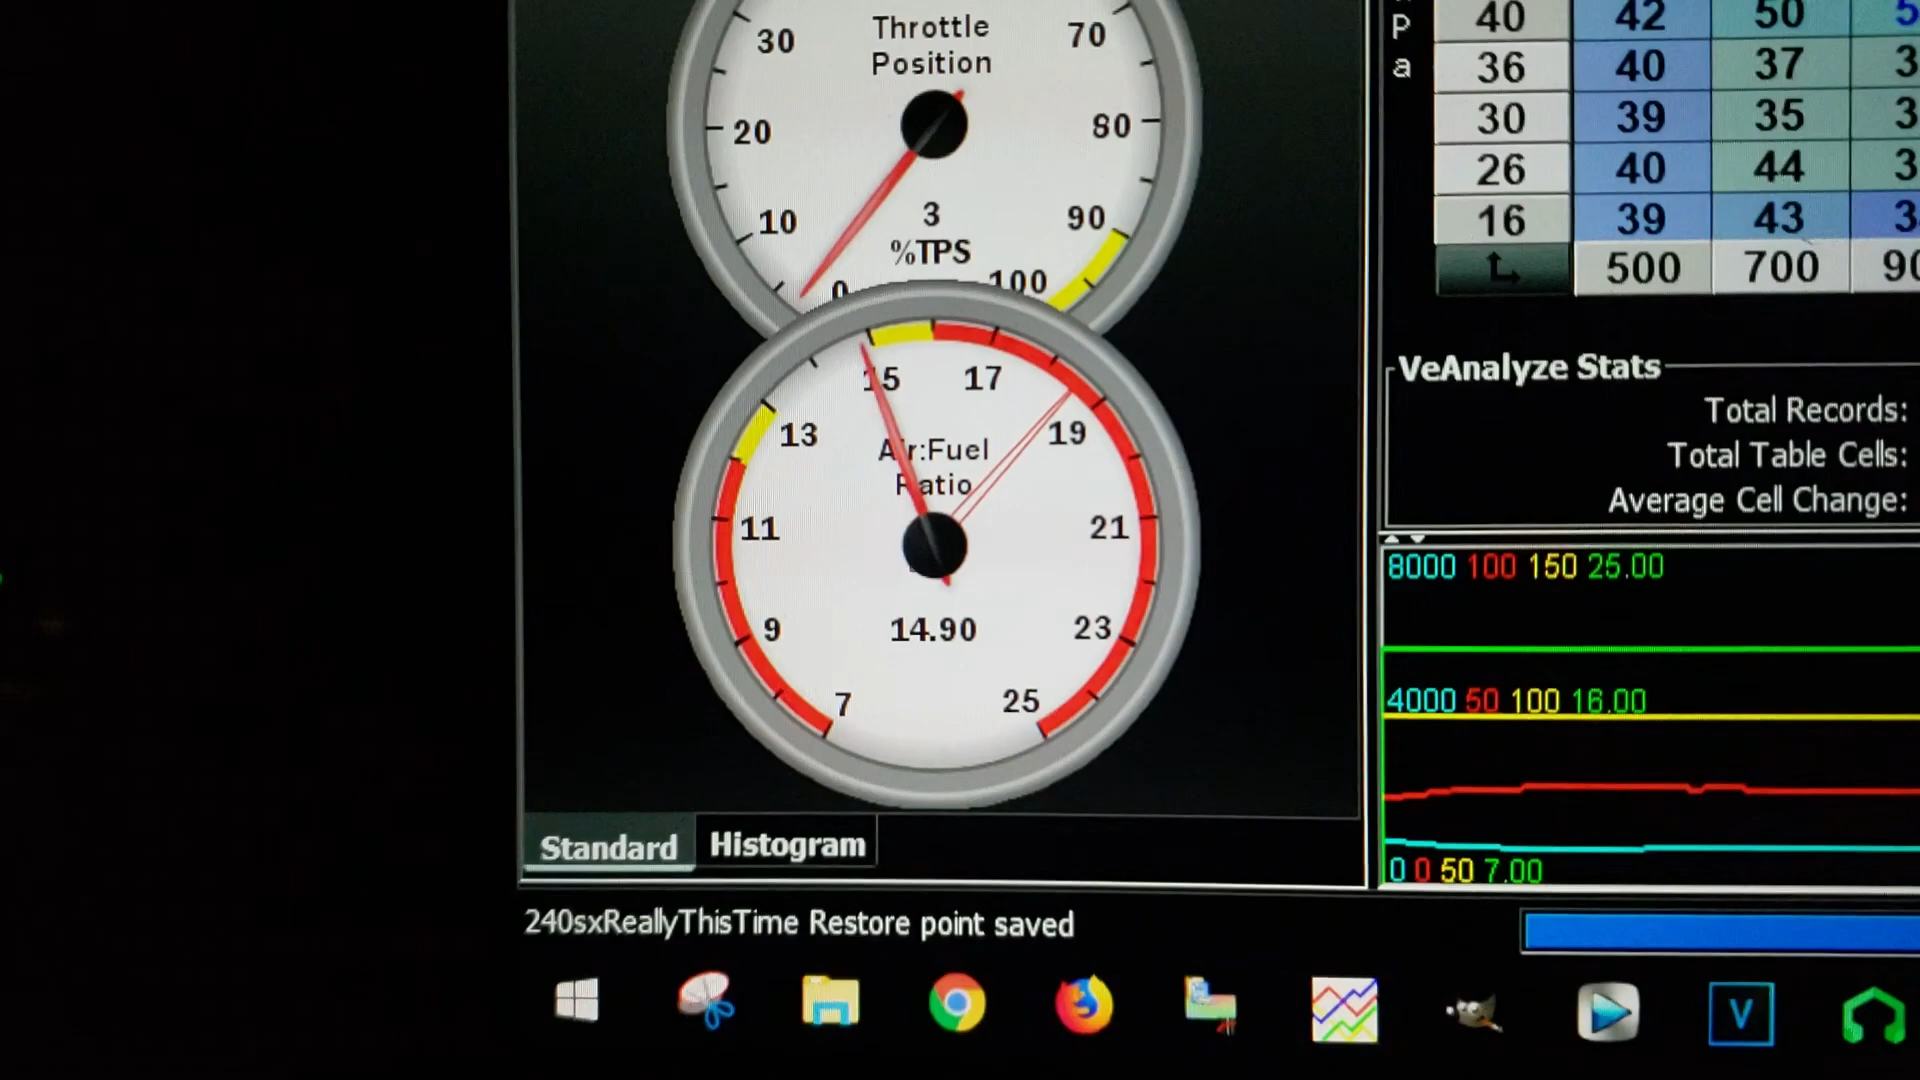 30
Throttle
Position
70
20
80
10
3
90
%TPS
0
100
15
17
13
19
Air:Fuel
Ratio
11
21
14.90
9
23
7
25
Standard
Histogram
240sxReallyThisTime Restore point saved
P
a
40 42 50
36 40 37
30 39 35
26 40 44
16 39 43
500 700
VeAnalyze Stats
Total Records:
Total Table Cells:
Average Cell Change:
8000 100 150 25.00
4000 50 100 16.00
0 0 50 7.00
V